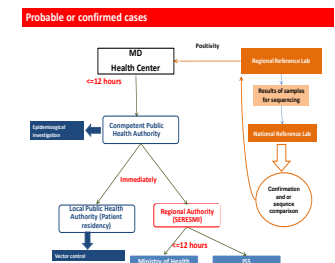 Probable or confirmed cases
MD
Health Center
Positivity
Regional Reference Lab
<=12 hours
Results of samples
for sequencing
Epidemiogical
Investigation
Conmpetent Public
Health Authority
National Reference Lab
Immediately
Confirmation
and or
sequence
comparison
Local Public Health
Authority (Patient
residency)
Regional Authority
(SERESMI)
<=12 hours
Vector control
Ministry of Health
ISS